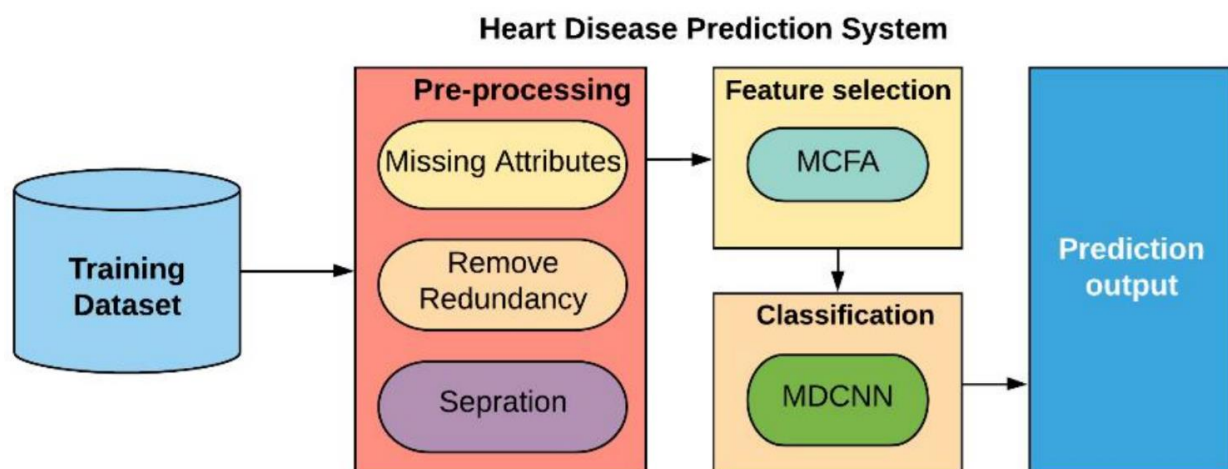 Heart Disease Prediction System
Training
Dataset
Pre-processing
Missing Attributes
Remove
Redundancy
Sepration
Feature selection
MCFA
Classification
MDCNN
Prediction
output